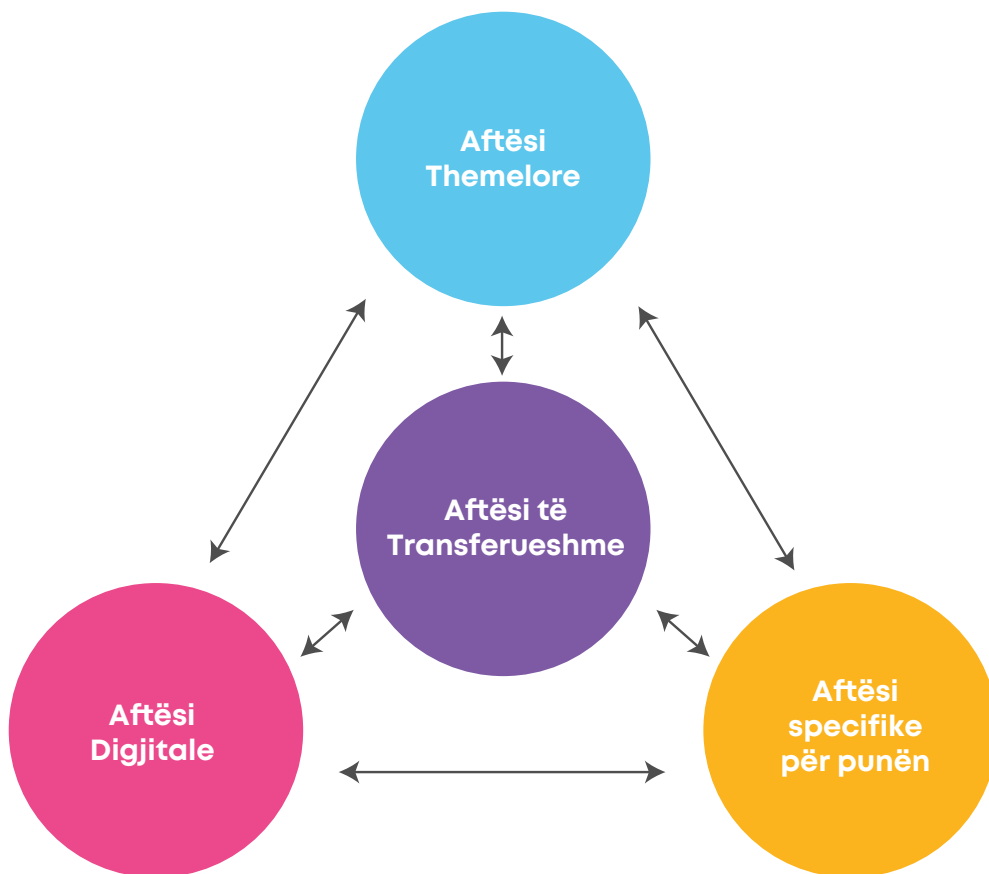 Aftësi
Themelore
Aftësi të
Transferueshme
Aftësi
Digjitale
Aftësi
specifike
për punën